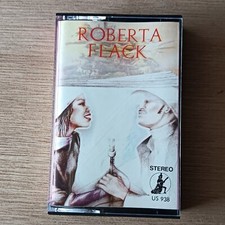 ROBERTA
FLACK
STEREO
US 938